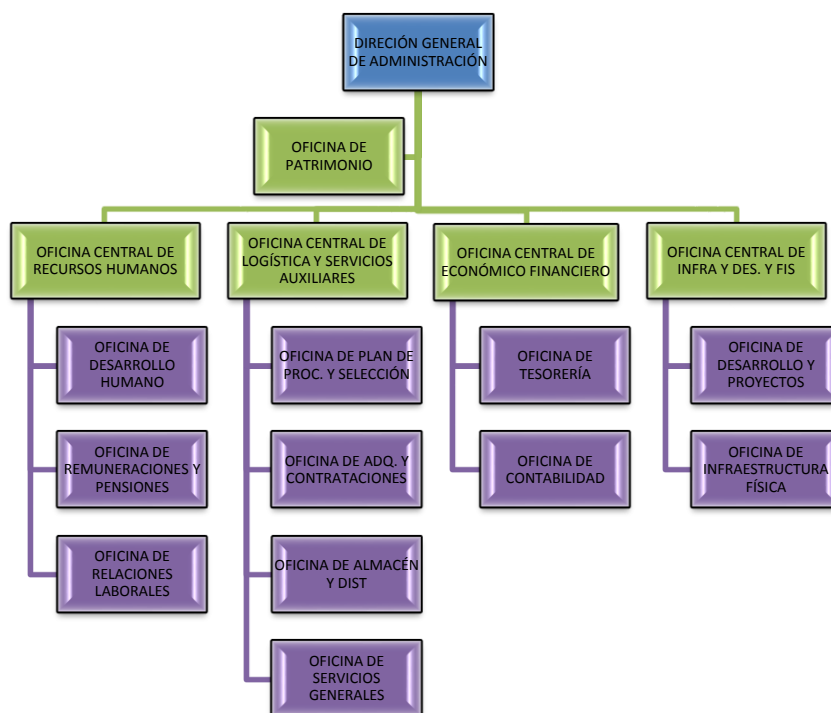 DIRECIÓN GENERAL
DE ADMINISTRACIÓN
OFICINA DE
PATRIMONIO
OFICINA CENTRAL DE
RECURSOS HUMANOS
OFICINA DE
DESARROLLO
HUMANO
OFICINA DE
REMUNERACIONES Y
PENSIONES
OFICINA DE
RELACIONES
LABORALES
OFICINA CENTRAL DE
LOGÍSTICA Y SERVICIOS
AUXILIARES
OFICINA DE PLAN DE
PROC. Y SELECCIÓN
OFICINA DE ADQ. Y
CONTRATACIONES
OFICINA DE ALMACÉN
Y DIST
OFICINA DE
SERVICIOS
GENERALES
OFICINA CENTRAL DE
ECONÓMICO FINANCIERO
OFICINA DE
TESORERÍA
OFICINA DE
CONTABILIDAD
OFICINA CENTRAL DE
INFRA Y DES. Y FIS
OFICINA DE
DESARROLLO Y
PROYECTOS
OFICINA DE
INFRAESTRUCTURA
FÍSICA